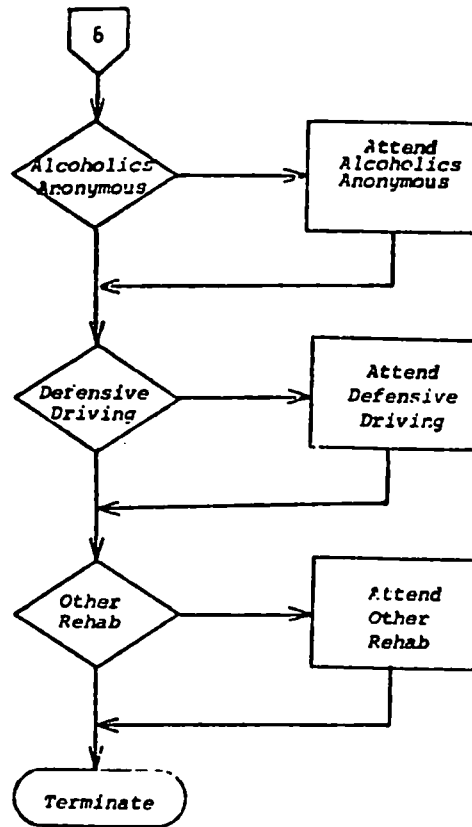 6
Alcoholics
Anonymous
Attend
Alcoholics
Anonymous
Defensive
Driving
Attend
Defensive
Driving
Other
Rehab
Attend
Other
Rehab
Terminate